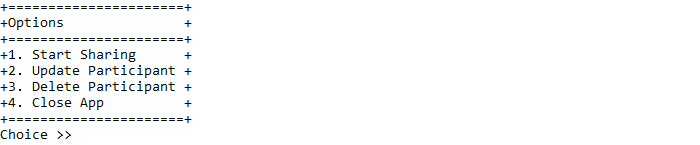 +======================+
+Options               +
+======================+
+1. Start Sharing      +
+2. Update Participant +
+3. Delete Participant +
+4. Close App          +
+======================+
Choice >>